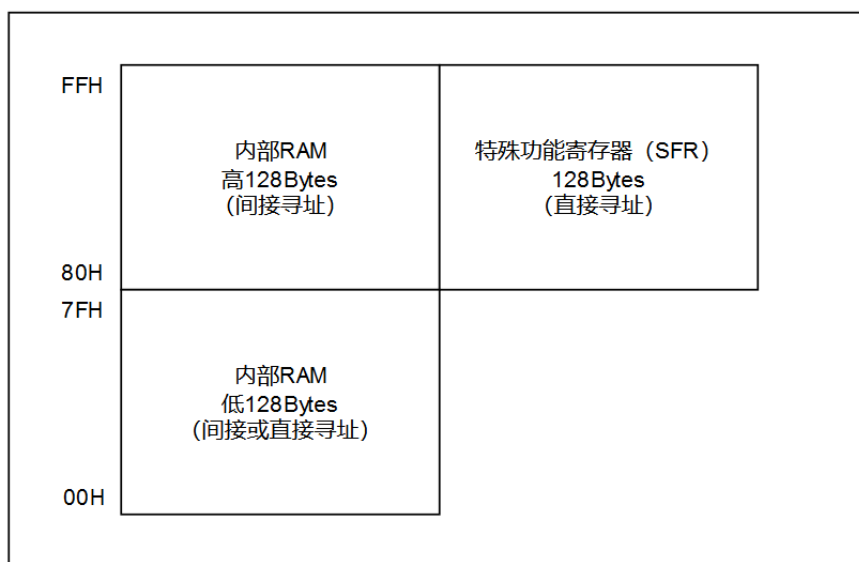 FFH
内部RAM
高128Bytes
(间接寻址)
特殊功能寄存器（SFR）
128Bytes
(直接寻址)
80H
7FH
内部RAM
低128Bytes
(间接或直接寻址)
00H